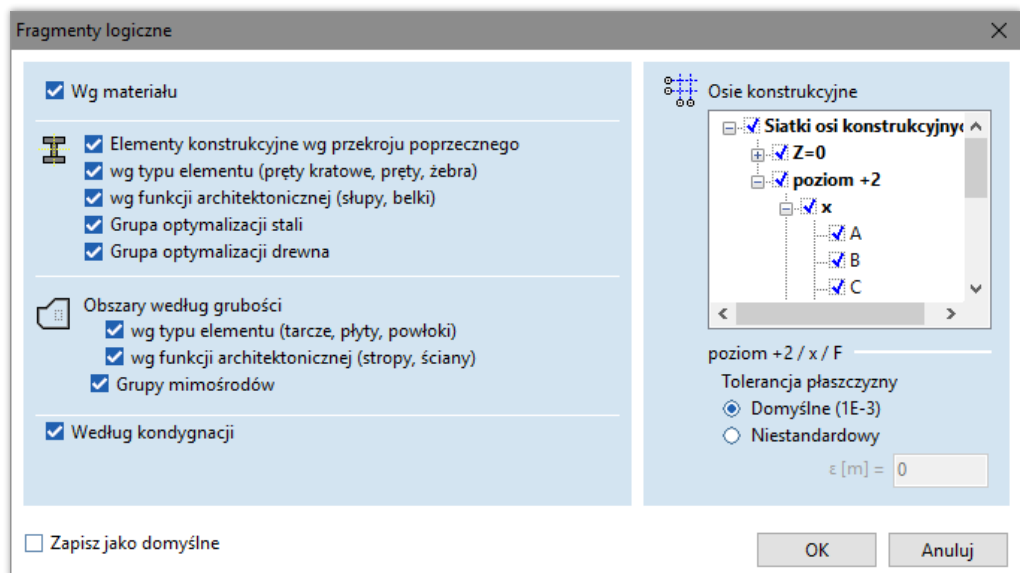 Fragmenty logiczne
Wg materiału
Elementy konstrukcyjne wg przekroju poprzecznego
wg typu elementu (pręty kratowe, pręty, żebra)
wg funkcji architektonicznej (słupy, belki)
Grupa optymalizacji stali
Grupa optymalizacji drewna
Obszary według grubości
wg typu elementu (tarcze, płyty, powłoki)
wg funkcji architektonicznej (stropy, ściany)
Grupy mimośrodów
Według kondygnacji
Osie konstrukcyjne
Siatki osi konstrukcyjnyc
Z=0
poziom +2
x
A
B
C
poziom +2 / x / F
Tolerancja płaszczyzny
Domyślne (1E-3)
Niestandardowy
ε [m] = 0
Zapisz jako domyślne
OK
Anuluj